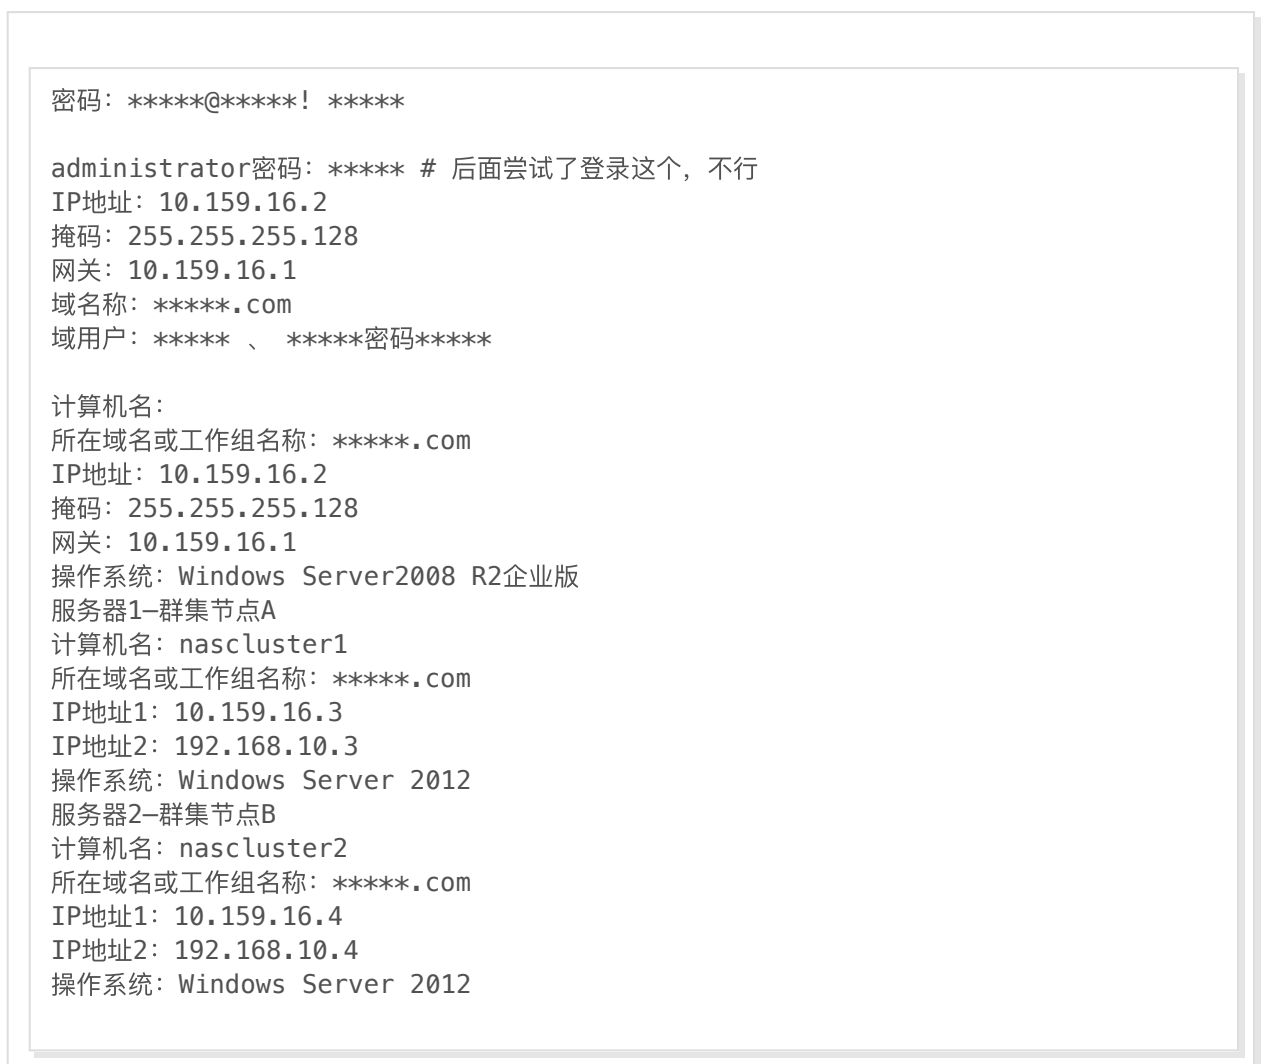 密码：*****@*****! *****
administrator密码：***** # 后面尝试了登录这个，不行
IP地址：10.159.16.2
掩码：255.255.255.128
网关：10.159.16.1
域名称：*****.com
域用户：***** 、 *****密码*****
计算机名：
所在域名或工作组名称：*****.com
IP地址：10.159.16.2
掩码：255.255.255.128
网关：10.159.16.1
操作系统：Windows Server2008 R2企业版
服务器1—群集节点A
计算机名：nascluster1
所在域名或工作组名称：*****.com
IP地址1：10.159.16.3
IP地址2：192.168.10.3
操作系统：Windows Server 2012
服务器2—群集节点B
计算机名：nascluster2
所在域名或工作组名称：*****.com
IP地址1：10.159.16.4
IP地址2：192.168.10.4
操作系统：Windows Server 2012